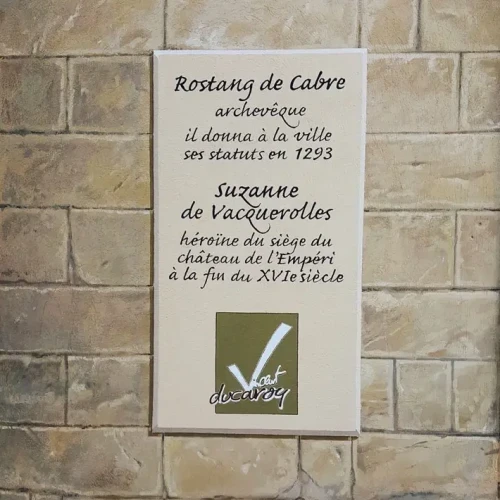 Rostang de Cabre
archevêque
il donna à la ville
ses statuts en 1293
Suzanne
de Vacquerolles
héroïne du siège du
château de l'Empéri
à la fin du XVIe siècle
Vincent
ducaroy